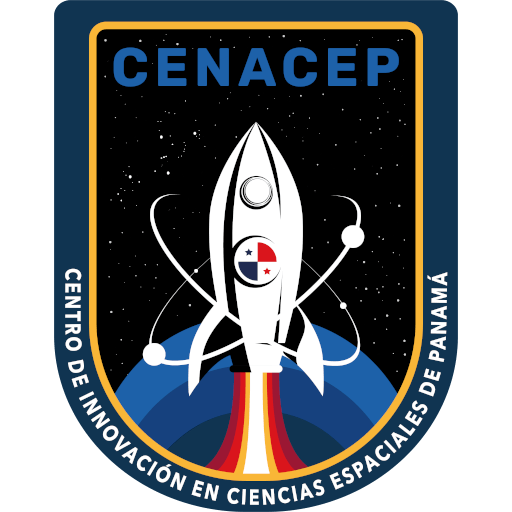 CENACEP
CENTRO DE INNOVACIÓN EN CIENCIAS ESPACIALES DE PANAMÁ